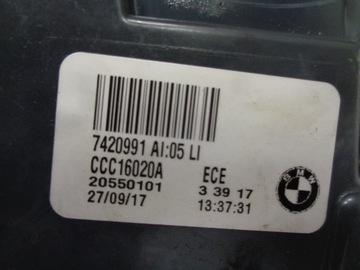 7420991 AI:05 LI
CCC16020A ECE
20550101 3 39 17
27/09/17 13:37:31
BMW